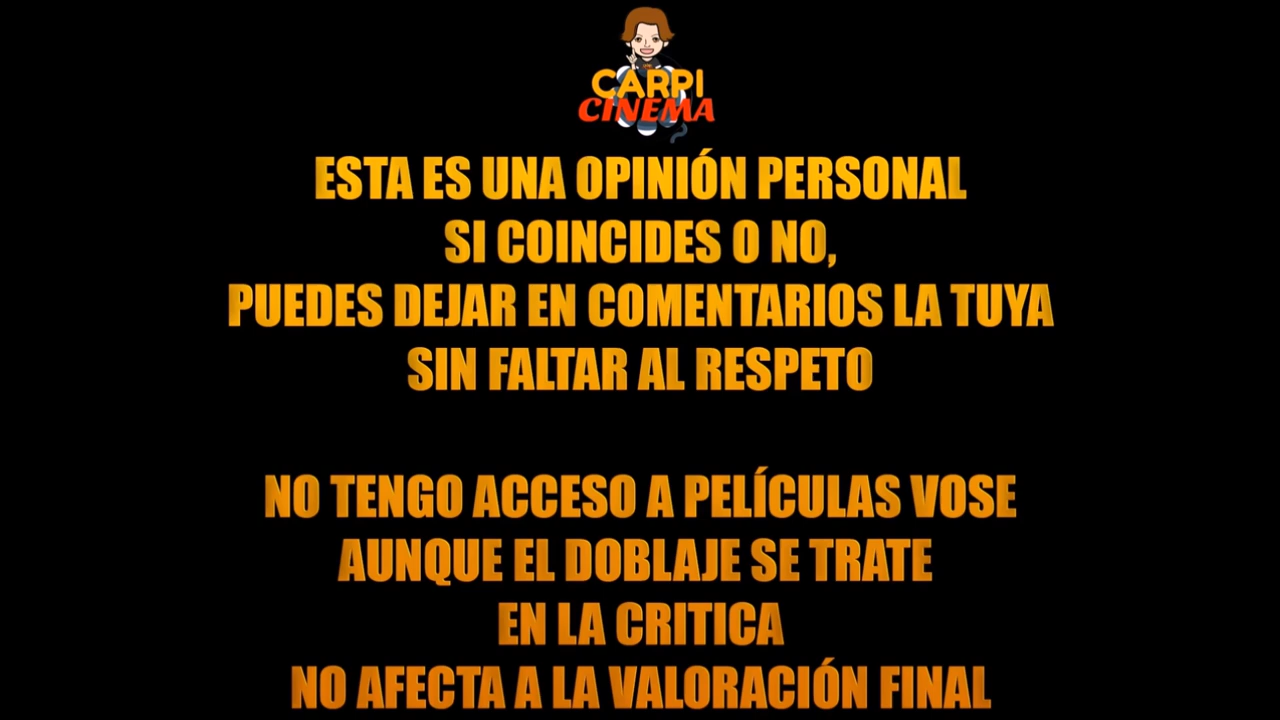 CARPI
CINEMA
ESTA ES UNA OPINIÓN PERSONAL
SI COINCIDES O NO,
PUEDES DEJAR EN COMENTARIOS LA TUYA
SIN FALTAR AL RESPETO
NO TENGO ACCESO A PELÍCULAS VOSE
AUNQUE EL DOBLAJE SE TRATE
EN LA CRITICA
NO AFECTA A LA VALORACIÓN FINAL